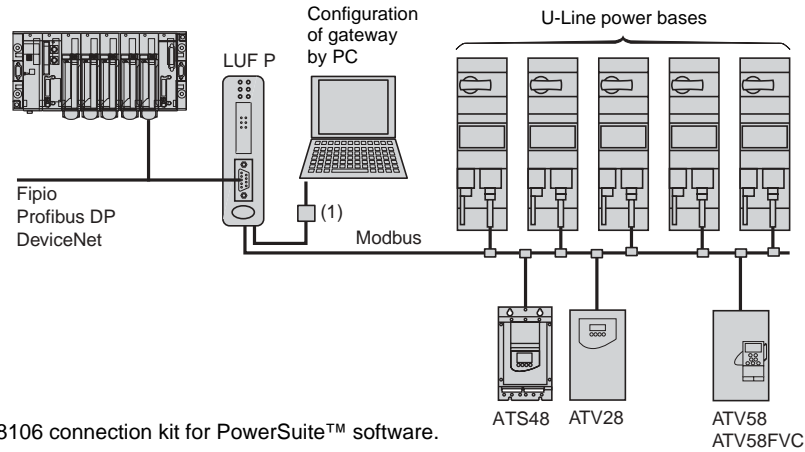 Configuration
of gateway
by PC
U-Line power bases
LUF P
Fipio
Profibus DP
DeviceNet
(1)
Modbus
ATS48
ATV28
ATV58
ATV58FVC
8106 connection kit for PowerSuite™ software.